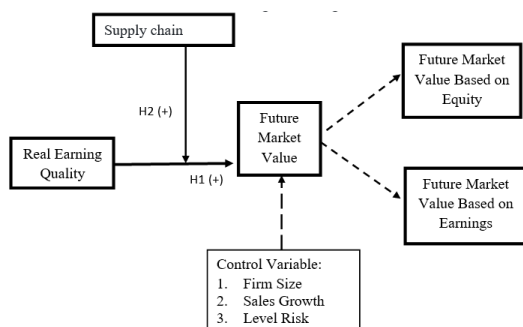 Supply chain
Future Market
Value Based on
Equity
H2 (+)
Future
Market
Value
Real Earning
Quality
H1 (+)
Future Market
Value Based on
Earnings
Control Variable:
1. Firm Size
2. Sales Growth
3. Level Risk